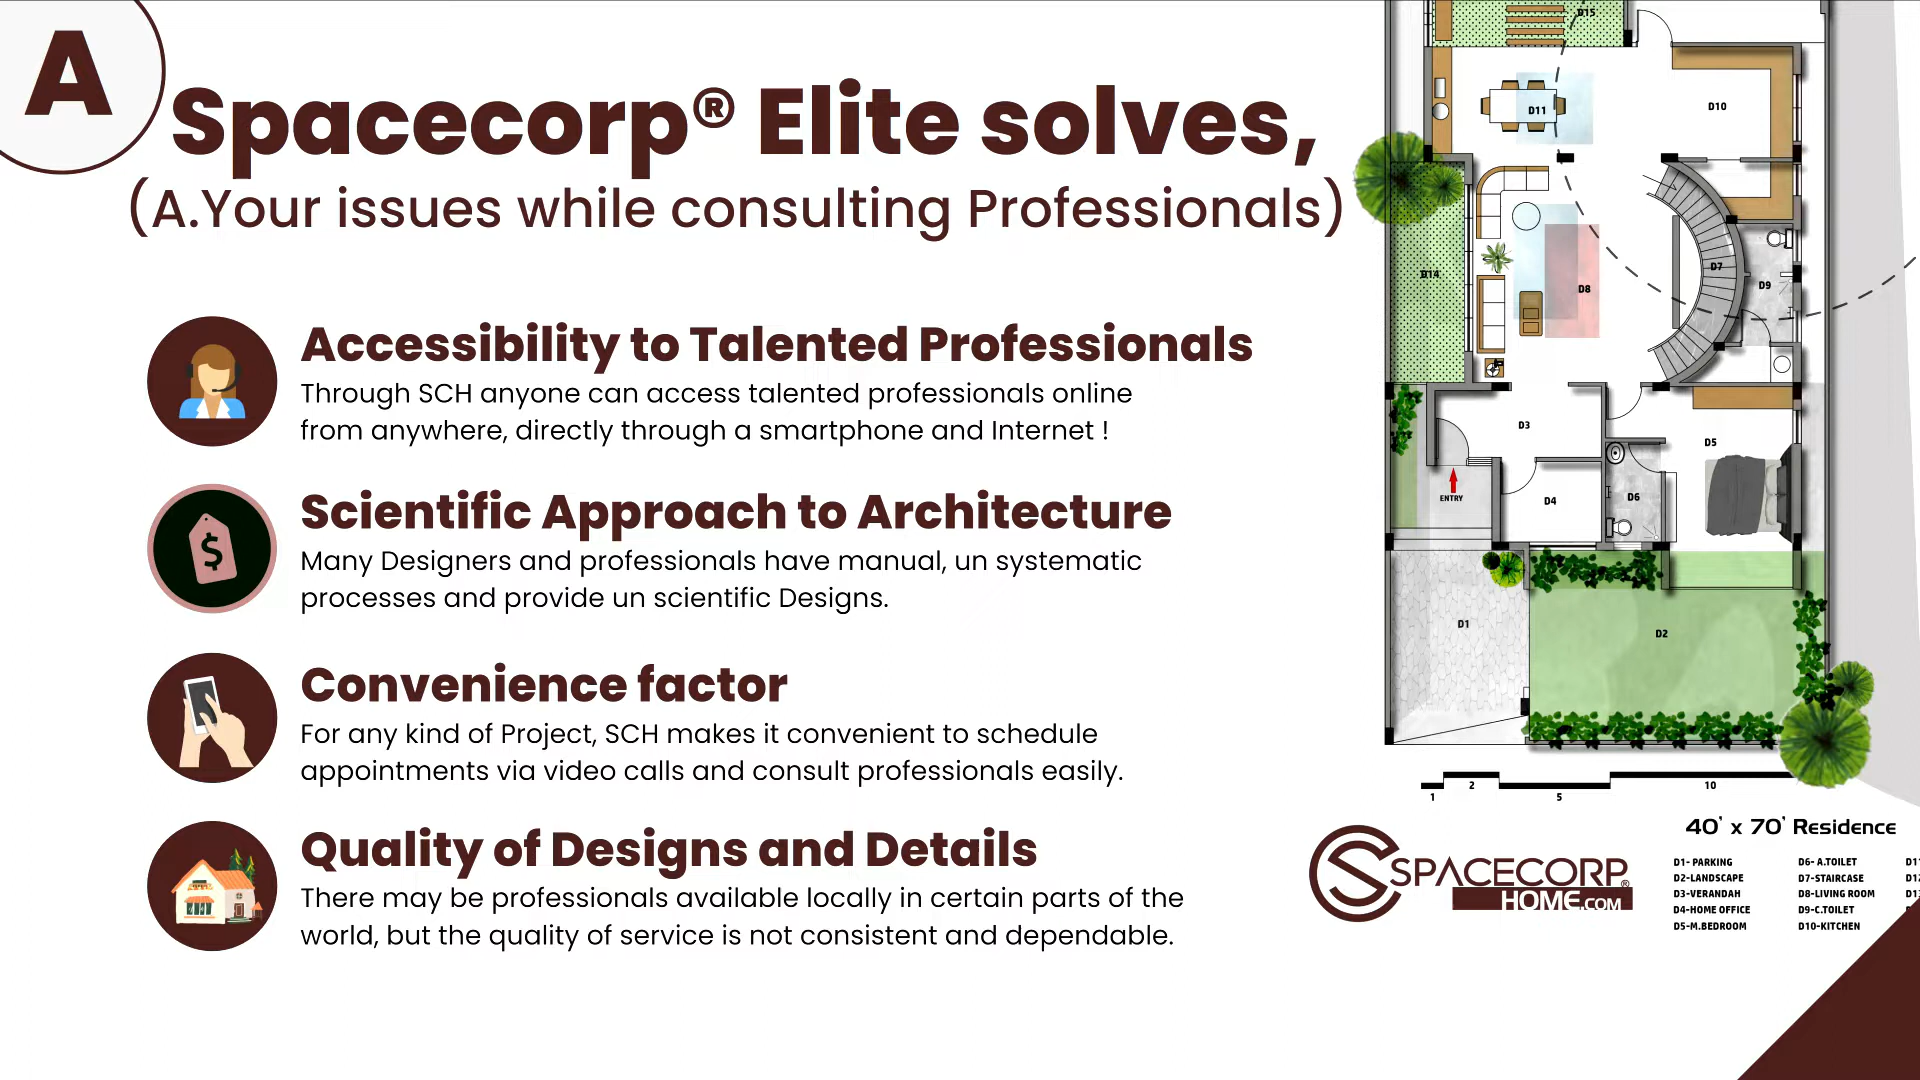 A
Spacecorp® Elite solves,
(A.Your issues while consulting Professionals)
Accessibility to Talented Professionals
Through SCH anyone can access talented professionals online
from anywhere, directly through a smartphone and Internet !
Scientific Approach to Architecture
Many Designers and professionals have manual, un systematic
processes and provide un scientific Designs.
Convenience factor
For any kind of Project, SCH makes it convenient to schedule
appointments via video calls and consult professionals easily.
Quality of Designs and Details
There may be professionals available locally in certain parts of the
world, but the quality of service is not consistent and dependable.
D15
D11
D10
D14
D8
D7
D9
D3
D5
ENTRY
D4
D6
D1
D2
1 2 5 10
40' x 70' Residence
SPACECORP®
HOME.COM
D1- PARKING
D2-LANDSCAPE
D3-VERANDAH
D4-HOME OFFICE
D5-M.BEDROOM
D6- A.TOILET
D7-STAIRCASE
D8-LIVING ROOM
D9-C.TOILET
D10-KITCHEN